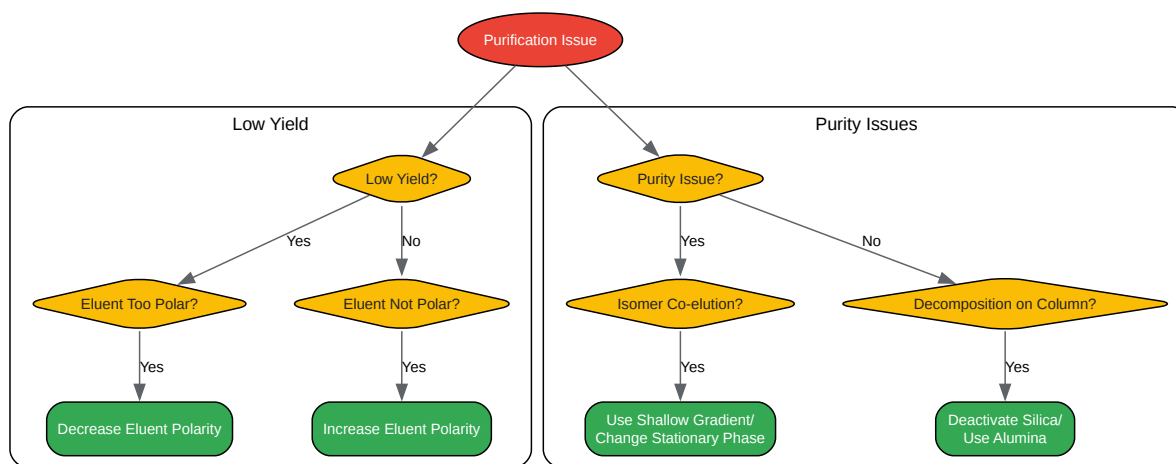 Purification Issue
Low Yield
Purity Issues
Low Yield?
Purity Issue?
Yes
No
Yes
No
Eluent Too Polar?
Eluent Not Polar?
Isomer Co-elution?
Decomposition on Column?
Yes
Yes
Yes
Yes
Decrease Eluent Polarity
Increase Eluent Polarity
Use Shallow Gradient/
Change Stationary Phase
Deactivate Silica/
Use Alumina